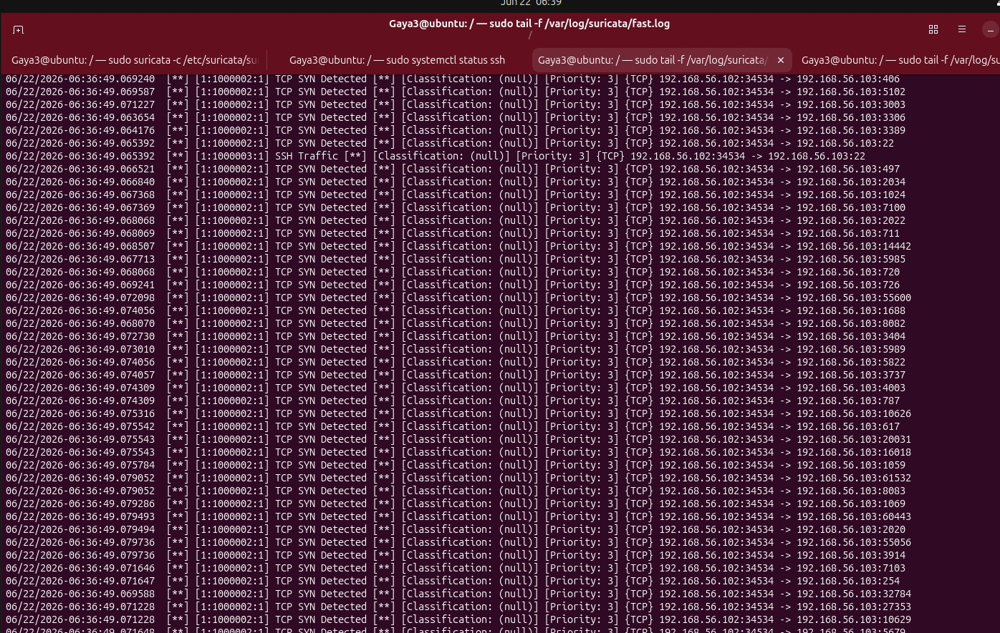 Jun 22 06:39
Gaya3@ubuntu: / — sudo tail -f /var/log/suricata/fast.log
/
Gaya3@ubuntu: / — sudo suricata -c /etc/suricata/su
Gaya3@ubuntu: / — sudo systemctl status ssh
Gaya3@ubuntu: / — sudo tail -f /var/log/suricata/
Gaya3@ubuntu: / — sudo tail -f /var/log/su
06/22/2026-06:36:49.069240  [**] [1:1000002:1] TCP SYN Detected [**] [Classification: (null)] [Priority: 3] {TCP} 192.168.56.102:34534 -> 192.168.56.103:406
06/22/2026-06:36:49.069587  [**] [1:1000002:1] TCP SYN Detected [**] [Classification: (null)] [Priority: 3] {TCP} 192.168.56.102:34534 -> 192.168.56.103:5102
06/22/2026-06:36:49.071227  [**] [1:1000002:1] TCP SYN Detected [**] [Classification: (null)] [Priority: 3] {TCP} 192.168.56.102:34534 -> 192.168.56.103:3003
06/22/2026-06:36:49.063654  [**] [1:1000002:1] TCP SYN Detected [**] [Classification: (null)] [Priority: 3] {TCP} 192.168.56.102:34534 -> 192.168.56.103:3306
06/22/2026-06:36:49.064176  [**] [1:1000002:1] TCP SYN Detected [**] [Classification: (null)] [Priority: 3] {TCP} 192.168.56.102:34534 -> 192.168.56.103:3389
06/22/2026-06:36:49.065392  [**] [1:1000002:1] TCP SYN Detected [**] [Classification: (null)] [Priority: 3] {TCP} 192.168.56.102:34534 -> 192.168.56.103:22
06/22/2026-06:36:49.065392  [**] [1:1000003:1] SSH Traffic [**] [Classification: (null)] [Priority: 3] {TCP} 192.168.56.102:34534 -> 192.168.56.103:22
06/22/2026-06:36:49.066521  [**] [1:1000002:1] TCP SYN Detected [**] [Classification: (null)] [Priority: 3] {TCP} 192.168.56.102:34534 -> 192.168.56.103:497
06/22/2026-06:36:49.066840  [**] [1:1000002:1] TCP SYN Detected [**] [Classification: (null)] [Priority: 3] {TCP} 192.168.56.102:34534 -> 192.168.56.103:2034
06/22/2026-06:36:49.067368  [**] [1:1000002:1] TCP SYN Detected [**] [Classification: (null)] [Priority: 3] {TCP} 192.168.56.102:34534 -> 192.168.56.103:1024
06/22/2026-06:36:49.067369  [**] [1:1000002:1] TCP SYN Detected [**] [Classification: (null)] [Priority: 3] {TCP} 192.168.56.102:34534 -> 192.168.56.103:7100
06/22/2026-06:36:49.068068  [**] [1:1000002:1] TCP SYN Detected [**] [Classification: (null)] [Priority: 3] {TCP} 192.168.56.102:34534 -> 192.168.56.103:2022
06/22/2026-06:36:49.068069  [**] [1:1000002:1] TCP SYN Detected [**] [Classification: (null)] [Priority: 3] {TCP} 192.168.56.102:34534 -> 192.168.56.103:711
06/22/2026-06:36:49.068507  [**] [1:1000002:1] TCP SYN Detected [**] [Classification: (null)] [Priority: 3] {TCP} 192.168.56.102:34534 -> 192.168.56.103:14442
06/22/2026-06:36:49.067713  [**] [1:1000002:1] TCP SYN Detected [**] [Classification: (null)] [Priority: 3] {TCP} 192.168.56.102:34534 -> 192.168.56.103:5985
06/22/2026-06:36:49.068068  [**] [1:1000002:1] TCP SYN Detected [**] [Classification: (null)] [Priority: 3] {TCP} 192.168.56.102:34534 -> 192.168.56.103:720
06/22/2026-06:36:49.069241  [**] [1:1000002:1] TCP SYN Detected [**] [Classification: (null)] [Priority: 3] {TCP} 192.168.56.102:34534 -> 192.168.56.103:726
06/22/2026-06:36:49.072098  [**] [1:1000002:1] TCP SYN Detected [**] [Classification: (null)] [Priority: 3] {TCP} 192.168.56.102:34534 -> 192.168.56.103:55600
06/22/2026-06:36:49.074056  [**] [1:1000002:1] TCP SYN Detected [**] [Classification: (null)] [Priority: 3] {TCP} 192.168.56.102:34534 -> 192.168.56.103:1688
06/22/2026-06:36:49.068070  [**] [1:1000002:1] TCP SYN Detected [**] [Classification: (null)] [Priority: 3] {TCP} 192.168.56.102:34534 -> 192.168.56.103:8082
06/22/2026-06:36:49.072730  [**] [1:1000002:1] TCP SYN Detected [**] [Classification: (null)] [Priority: 3] {TCP} 192.168.56.102:34534 -> 192.168.56.103:3404
06/22/2026-06:36:49.073010  [**] [1:1000002:1] TCP SYN Detected [**] [Classification: (null)] [Priority: 3] {TCP} 192.168.56.102:34534 -> 192.168.56.103:5989
06/22/2026-06:36:49.074056  [**] [1:1000002:1] TCP SYN Detected [**] [Classification: (null)] [Priority: 3] {TCP} 192.168.56.102:34534 -> 192.168.56.103:5822
06/22/2026-06:36:49.074057  [**] [1:1000002:1] TCP SYN Detected [**] [Classification: (null)] [Priority: 3] {TCP} 192.168.56.102:34534 -> 192.168.56.103:3737
06/22/2026-06:36:49.074309  [**] [1:1000002:1] TCP SYN Detected [**] [Classification: (null)] [Priority: 3] {TCP} 192.168.56.102:34534 -> 192.168.56.103:4003
06/22/2026-06:36:49.074309  [**] [1:1000002:1] TCP SYN Detected [**] [Classification: (null)] [Priority: 3] {TCP} 192.168.56.102:34534 -> 192.168.56.103:787
06/22/2026-06:36:49.075316  [**] [1:1000002:1] TCP SYN Detected [**] [Classification: (null)] [Priority: 3] {TCP} 192.168.56.102:34534 -> 192.168.56.103:10626
06/22/2026-06:36:49.075542  [**] [1:1000002:1] TCP SYN Detected [**] [Classification: (null)] [Priority: 3] {TCP} 192.168.56.102:34534 -> 192.168.56.103:617
06/22/2026-06:36:49.075543  [**] [1:1000002:1] TCP SYN Detected [**] [Classification: (null)] [Priority: 3] {TCP} 192.168.56.102:34534 -> 192.168.56.103:20031
06/22/2026-06:36:49.075543  [**] [1:1000002:1] TCP SYN Detected [**] [Classification: (null)] [Priority: 3] {TCP} 192.168.56.102:34534 -> 192.168.56.103:16018
06/22/2026-06:36:49.075784  [**] [1:1000002:1] TCP SYN Detected [**] [Classification: (null)] [Priority: 3] {TCP} 192.168.56.102:34534 -> 192.168.56.103:1059
06/22/2026-06:36:49.079052  [**] [1:1000002:1] TCP SYN Detected [**] [Classification: (null)] [Priority: 3] {TCP} 192.168.56.102:34534 -> 192.168.56.103:61532
06/22/2026-06:36:49.079052  [**] [1:1000002:1] TCP SYN Detected [**] [Classification: (null)] [Priority: 3] {TCP} 192.168.56.102:34534 -> 192.168.56.103:8083
06/22/2026-06:36:49.079286  [**] [1:1000002:1] TCP SYN Detected [**] [Classification: (null)] [Priority: 3] {TCP} 192.168.56.102:34534 -> 192.168.56.103:1069
06/22/2026-06:36:49.079493  [**] [1:1000002:1] TCP SYN Detected [**] [Classification: (null)] [Priority: 3] {TCP} 192.168.56.102:34534 -> 192.168.56.103:60443
06/22/2026-06:36:49.079494  [**] [1:1000002:1] TCP SYN Detected [**] [Classification: (null)] [Priority: 3] {TCP} 192.168.56.102:34534 -> 192.168.56.103:2020
06/22/2026-06:36:49.079736  [**] [1:1000002:1] TCP SYN Detected [**] [Classification: (null)] [Priority: 3] {TCP} 192.168.56.102:34534 -> 192.168.56.103:55056
06/22/2026-06:36:49.079736  [**] [1:1000002:1] TCP SYN Detected [**] [Classification: (null)] [Priority: 3] {TCP} 192.168.56.102:34534 -> 192.168.56.103:3914
06/22/2026-06:36:49.071646  [**] [1:1000002:1] TCP SYN Detected [**] [Classification: (null)] [Priority: 3] {TCP} 192.168.56.102:34534 -> 192.168.56.103:7103
06/22/2026-06:36:49.071647  [**] [1:1000002:1] TCP SYN Detected [**] [Classification: (null)] [Priority: 3] {TCP} 192.168.56.102:34534 -> 192.168.56.103:254
06/22/2026-06:36:49.069588  [**] [1:1000002:1] TCP SYN Detected [**] [Classification: (null)] [Priority: 3] {TCP} 192.168.56.102:34534 -> 192.168.56.103:32784
06/22/2026-06:36:49.071228  [**] [1:1000002:1] TCP SYN Detected [**] [Classification: (null)] [Priority: 3] {TCP} 192.168.56.102:34534 -> 192.168.56.103:27353
06/22/2026-06:36:49.071228  [**] [1:1000002:1] TCP SYN Detected [**] [Classification: (null)] [Priority: 3] {TCP} 192.168.56.102:34534 -> 192.168.56.103:10629
06/22/2026-06:36:49.071648  [**] [1:1000002:1] TCP SYN Detected [**] [Classification: (null)] [Priority: 3] {TCP} 192.168.56.102:34534 -> 192.168.56.103:5679